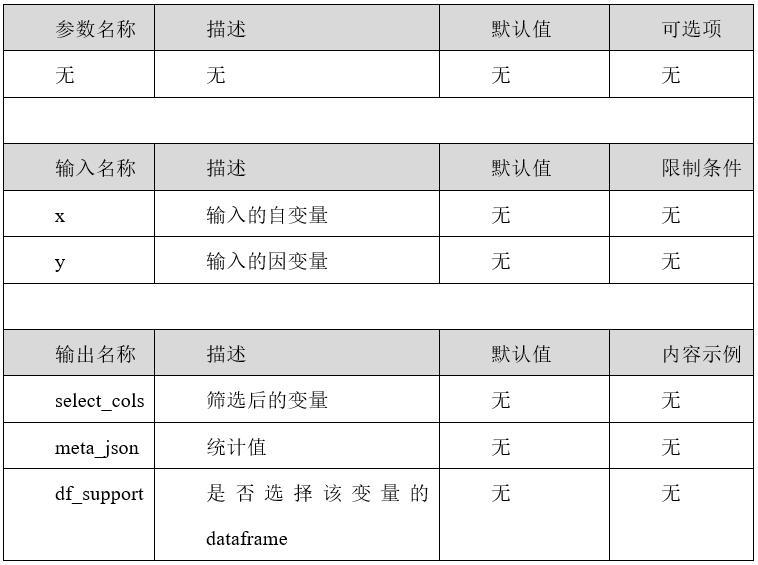 参数名称 描述 默认值 可选项
无 无 无 无
输入名称 描述 默认值 限制条件
x 输入的自变量 无 无
y 输入的因变量 无 无
输出名称 描述 默认值 内容示例
select_cols 筛选后的变量 无 无
meta_json 统计值 无 无
df_support 是否选择该变量的 无 无
dataframe